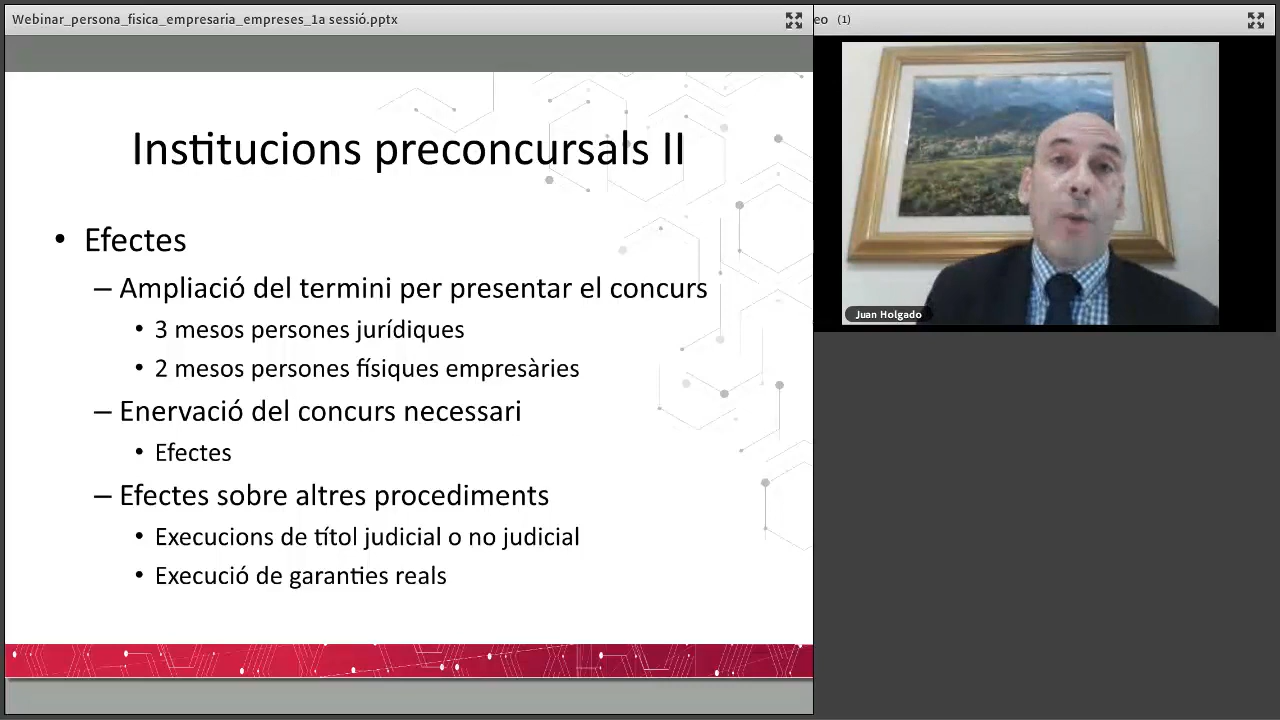 Webinar_persona_fisica_empresaria_empreses_1a sessió.pptx
eo (1)
Institucions preconcursals II
• Efectes
– Ampliació del termini per presentar el concurs
• 3 mesos persones jurídiques
• 2 mesos persones físiques empresàries
– Enervació del concurs necessari
• Efectes
– Efectes sobre altres procediments
• Execucions de títol judicial o no judicial
• Execució de garanties reals
Juan Holgado